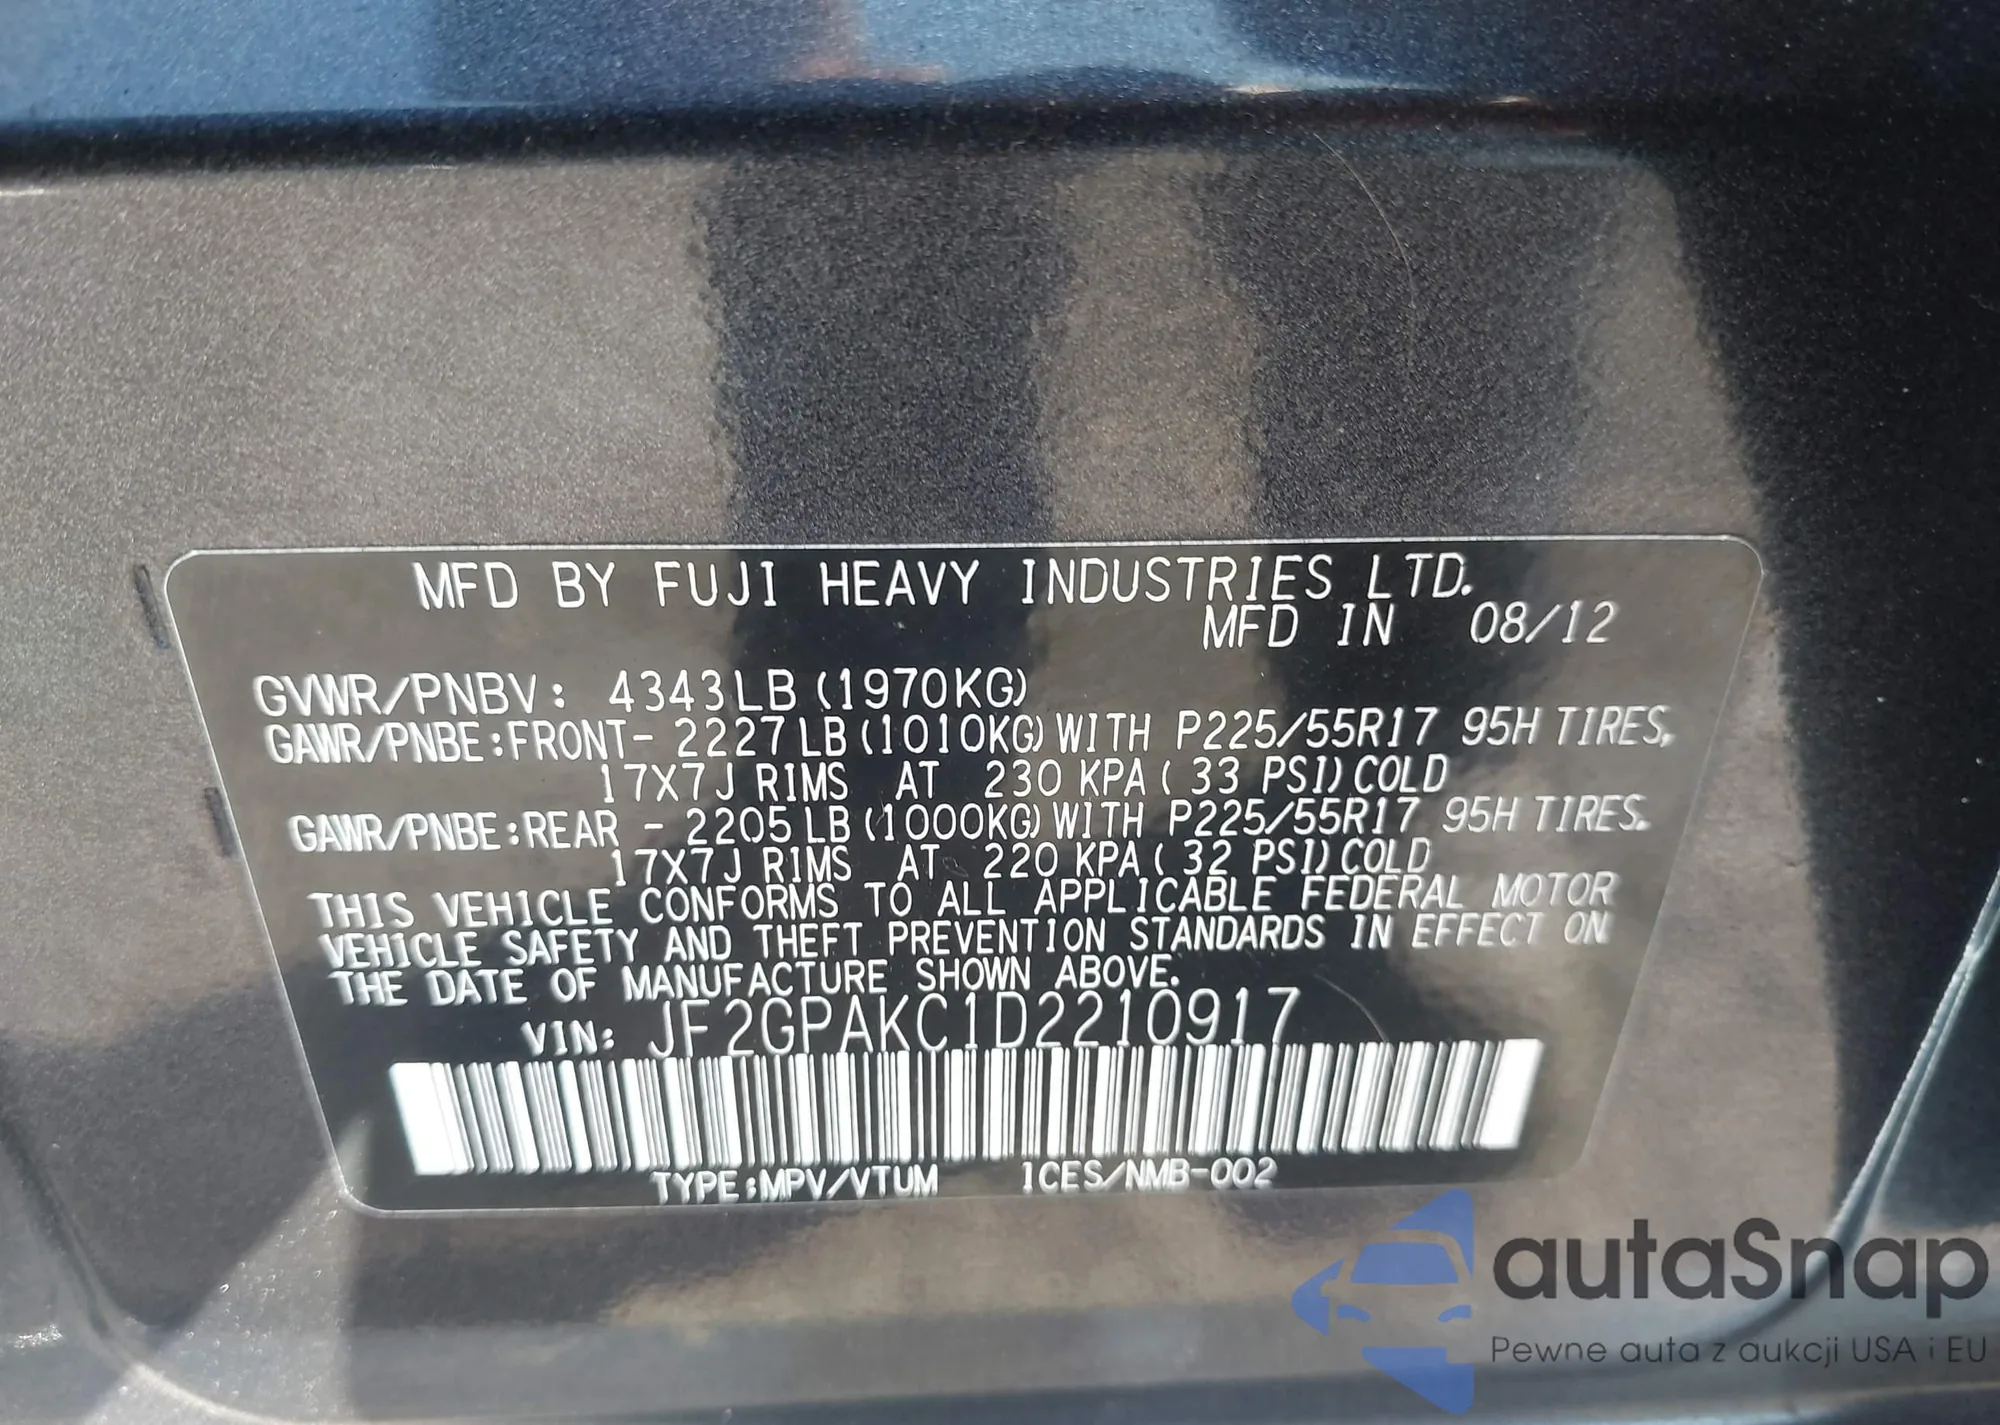 MFD BY FUJI HEAVY INDUSTRIES LTD.
MFD IN 08/12
GVWR/PNBV: 4343LB (1970KG)
GAWR/PNBE:FRONT- 2227LB (1010KG) WITH P225/55R17 95H TIRES,
17X7J RIMS AT 230 KPA ( 33 PSI) COLD
GAWR/PNBE:REAR - 2205LB (1000KG) WITH P225/55R17 95H TIRES.
17X7J RIMS AT 220 KPA ( 32 PSI) COLD
THIS VEHICLE CONFORMS TO ALL APPLICABLE FEDERAL MOTOR
VEHICLE SAFETY AND THEFT PREVENTION STANDARDS IN EFFECT ON
THE DATE OF MANUFACTURE SHOWN ABOVE.
VIN: JF2GPAKC1D2210917
TYPE:MPV/VTUM ICES/NMB-002
autaSnap
Pewne auta z aukcji USA i EU